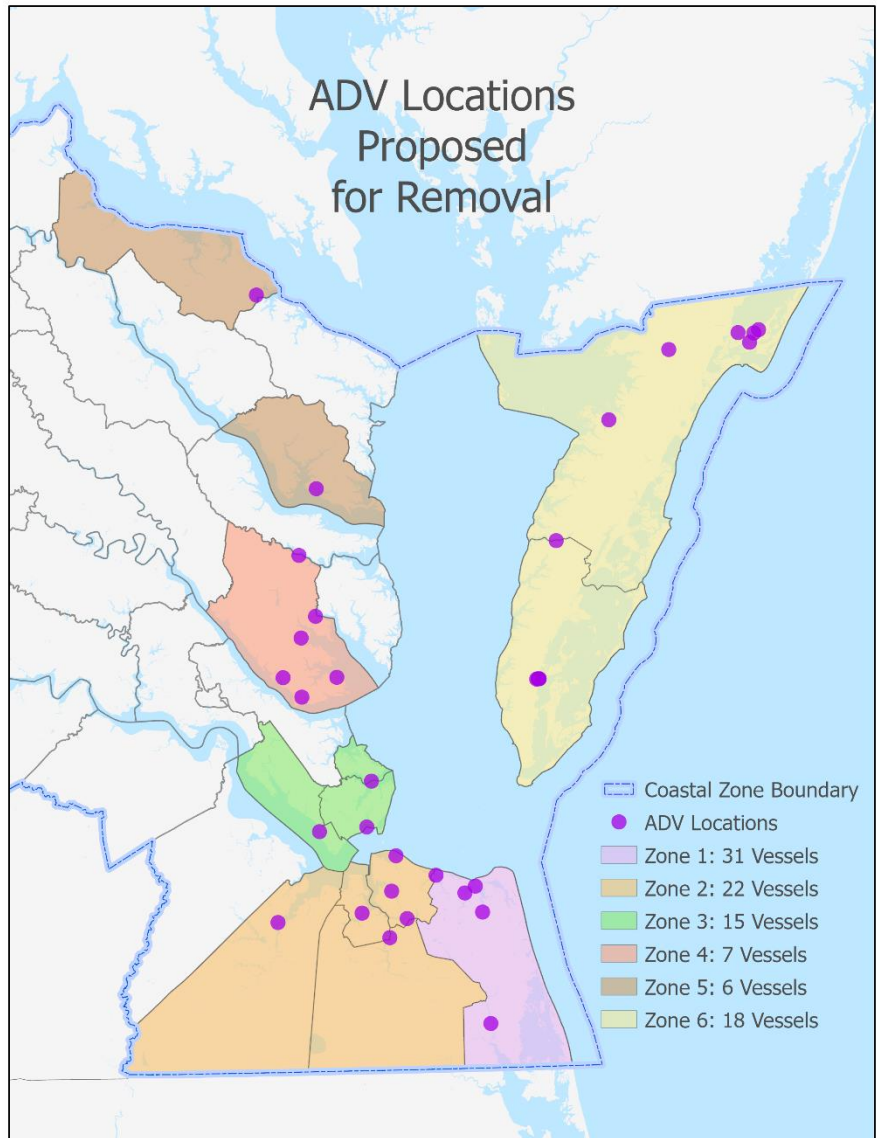 ADV Locations
Proposed
for Removal
Coastal Zone Boundary
ADV Locations
Zone 1: 31 Vessels
Zone 2: 22 Vessels
Zone 3: 15 Vessels
Zone 4: 7 Vessels
Zone 5: 6 Vessels
Zone 6: 18 Vessels